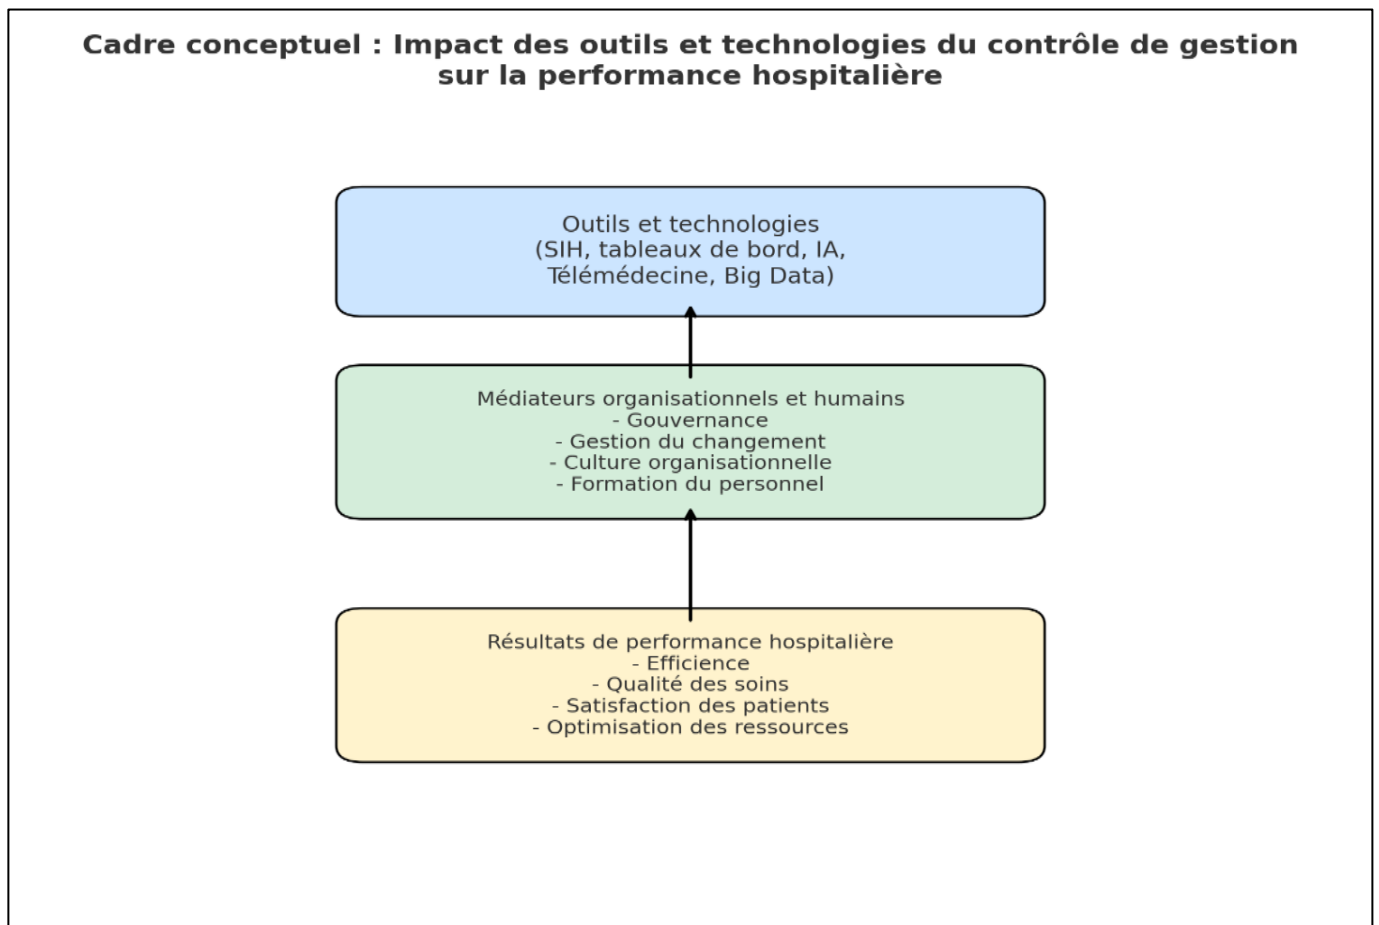 Cadre conceptuel : Impact des outils et technologies du contrôle de gestion
sur la performance hospitalière
Outils et technologies
(SIH, tableaux de bord, IA,
Télémédecine, Big Data)
Médiateurs organisationnels et humains
- Gouvernance
- Gestion du changement
- Culture organisationnelle
- Formation du personnel
Résultats de performance hospitalière
- Efficience
- Qualité des soins
- Satisfaction des patients
- Optimisation des ressources